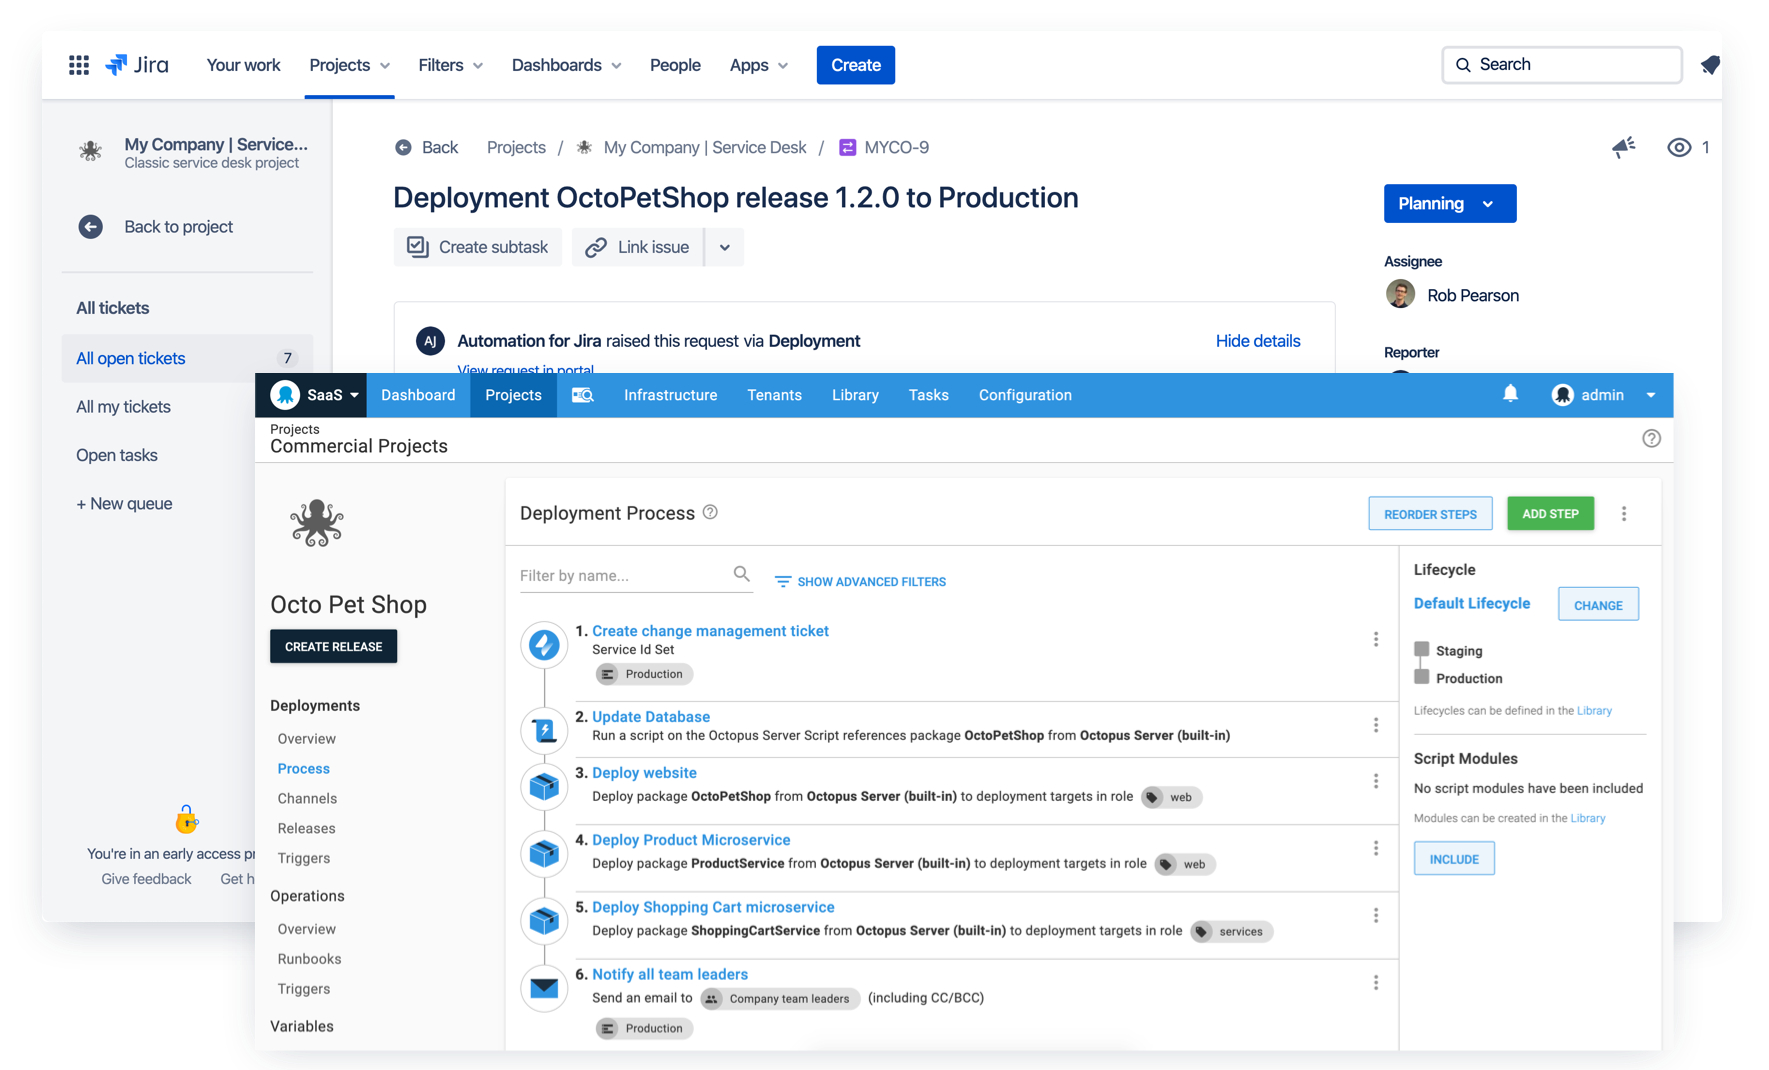 Jira Your work Projects Filters Dashboards People Apps Create Search
My Company | Service...
Classic service desk project
Back to project
All tickets
All open tickets 7
All my tickets
Open tasks
+ New queue
You're in an early access pr
Give feedback Get h
Back Projects / My Company | Service Desk / MYCO-9 1
Deployment OctoPetShop release 1.2.0 to Production
Create subtask Link issue
AJ Automation for Jira raised this request via Deployment Hide details
View request in portal
Planning
Assignee
Rob Pearson
Reporter
SaaS Dashboard Projects Infrastructure Tenants Library Tasks Configuration admin
Projects
Commercial Projects
Octo Pet Shop
CREATE RELEASE
Deployments
Overview
Process
Channels
Releases
Triggers
Operations
Overview
Runbooks
Triggers
Variables
Deployment Process REORDER STEPS ADD STEP
Filter by name... SHOW ADVANCED FILTERS
1. Create change management ticket
Service Id Set
Production
2. Update Database
Run a script on the Octopus Server Script references package OctoPetShop from Octopus Server (built-in)
3. Deploy website
Deploy package OctoPetShop from Octopus Server (built-in) to deployment targets in role web
4. Deploy Product Microservice
Deploy package ProductService from Octopus Server (built-in) to deployment targets in role web
5. Deploy Shopping Cart microservice
Deploy package ShoppingCartService from Octopus Server (built-in) to deployment targets in role services
6. Notify all team leaders
Send an email to Company team leaders (including CC/BCC)
Production
Lifecycle
Default Lifecycle CHANGE
Staging
Production
Lifecycles can be defined in the Library
Script Modules
No script modules have been included
Modules can be created in the Library
INCLUDE